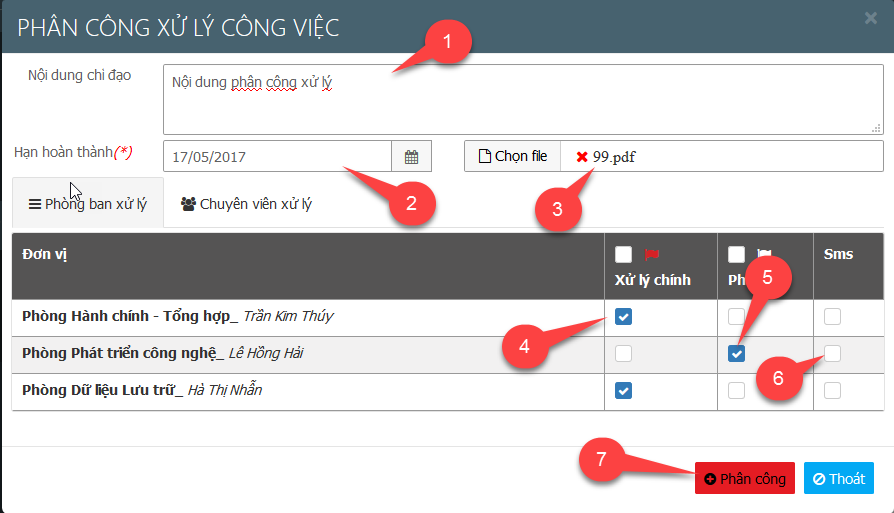 PHÂN CÔNG XỬ LÝ CÔNG VIỆC
1
Nội dung chỉ đạo
Nội dung phân công xử lý
Hạn hoàn thành(*)
17/05/2017
Chọn file
99.pdf
2
3
Phòng ban xử lý
Chuyên viên xử lý
Đơn vị
Xử lý chính
Ph
Sms
5
Phòng Hành chính - Tổng hợp_ Trần Kim Thúy
4
Phòng Phát triển công nghệ_ Lê Hồng Hải
6
Phòng Dữ liệu Lưu trữ_ Hà Thị Nhẫn
7
Phân công
Thoát